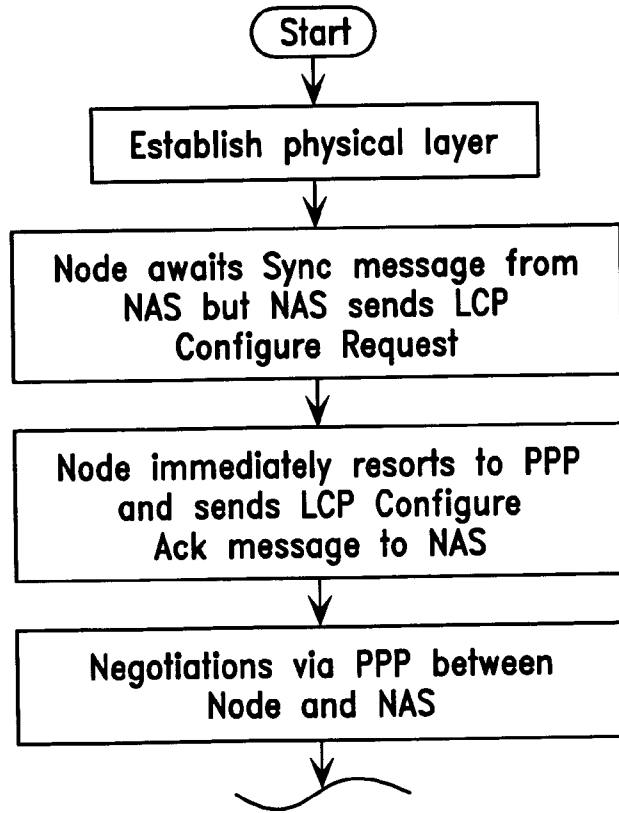 Start
Establish physical layer
Node awaits Sync message from
NAS but NAS sends LCP
Configure Request
Node immediately resorts to PPP
and sends LCP Configure
Ack message to NAS
Negotiations via PPP between
Node and NAS